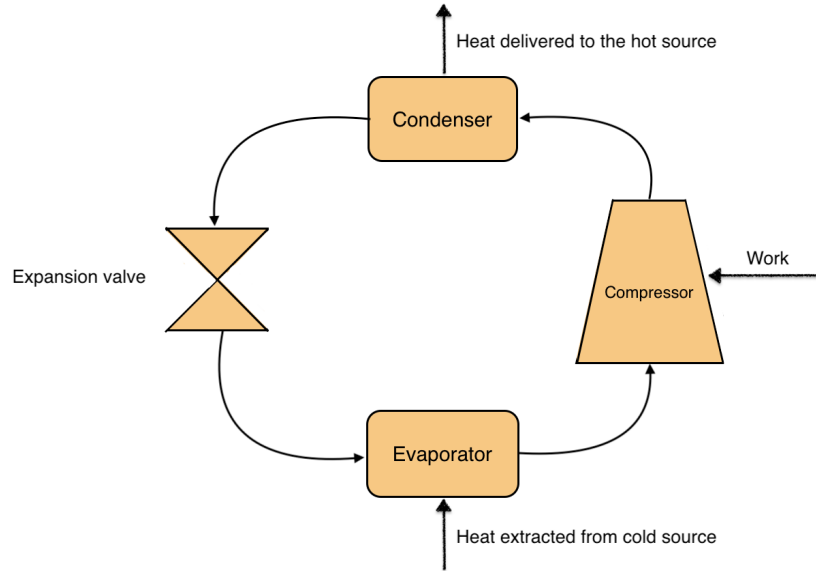 Heat delivered to the hot source
Condenser
Expansion valve
Work
Compressor
Evaporator
Heat extracted from cold source